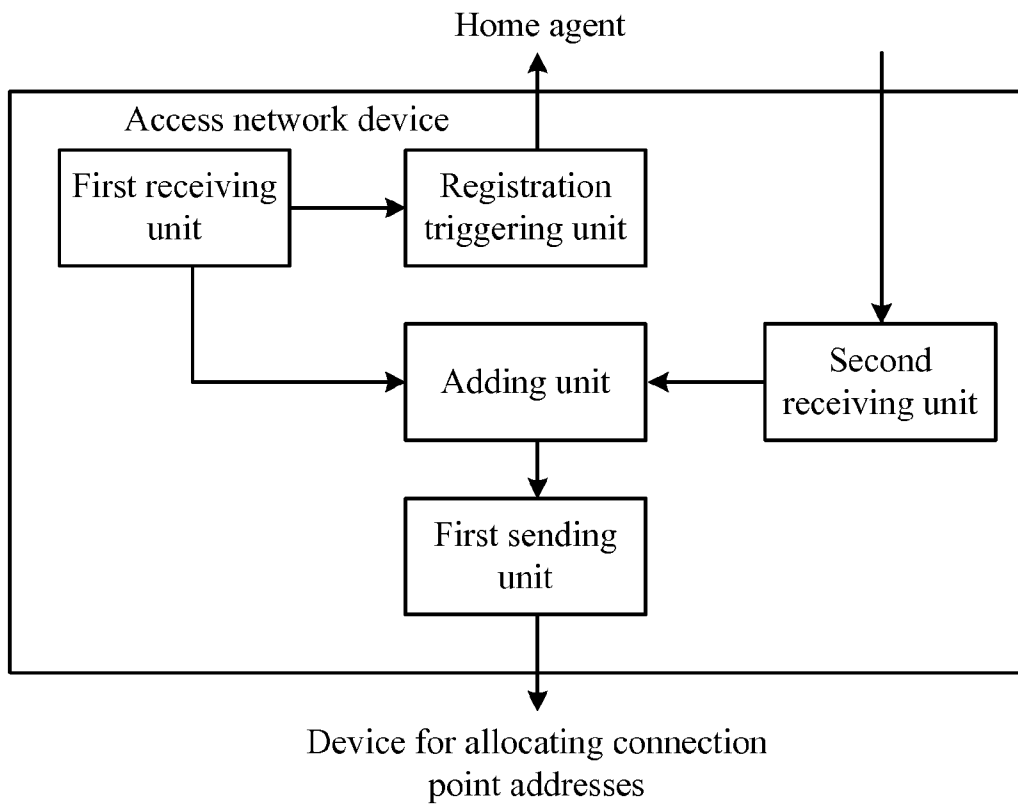 Home agent
Access network device
First receiving
unit
Registration
triggering unit
Adding unit
Second
receiving unit
First sending
unit
Device for allocating connection
point addresses